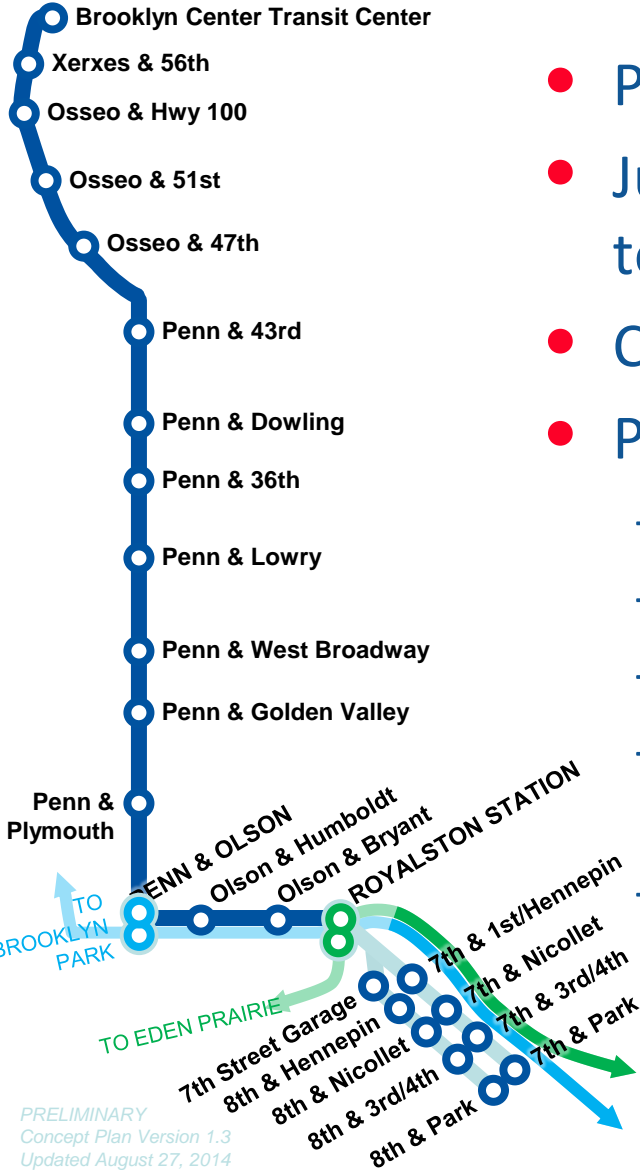 Brooklyn Center Transit Center
Xerxes & 56th
Osseo & Hwy 100
Osseo & 51st
Osseo & 47th
Penn & 43rd
Penn & Dowling
Penn & 36th
Penn & Lowry
Penn & West Broadway
Penn & Golden Valley
Penn &
Plymouth
PENN & OLSON
Olson & Humboldt
Olson & Bryant
ROYALSTON STATION
TO
BROOKLYN
PARK
TO EDEN PRAIRIE
7th & 1st/Hennepin
7th & Nicollet
7th & 3rd/4th
7th & Park
7th Street Garage
8th & Hennepin
8th & Nicollet
8th & 3rd/4th
8th & Park
PRELIMINARY
Concept Plan Version 1.3
Updated August 27, 2014